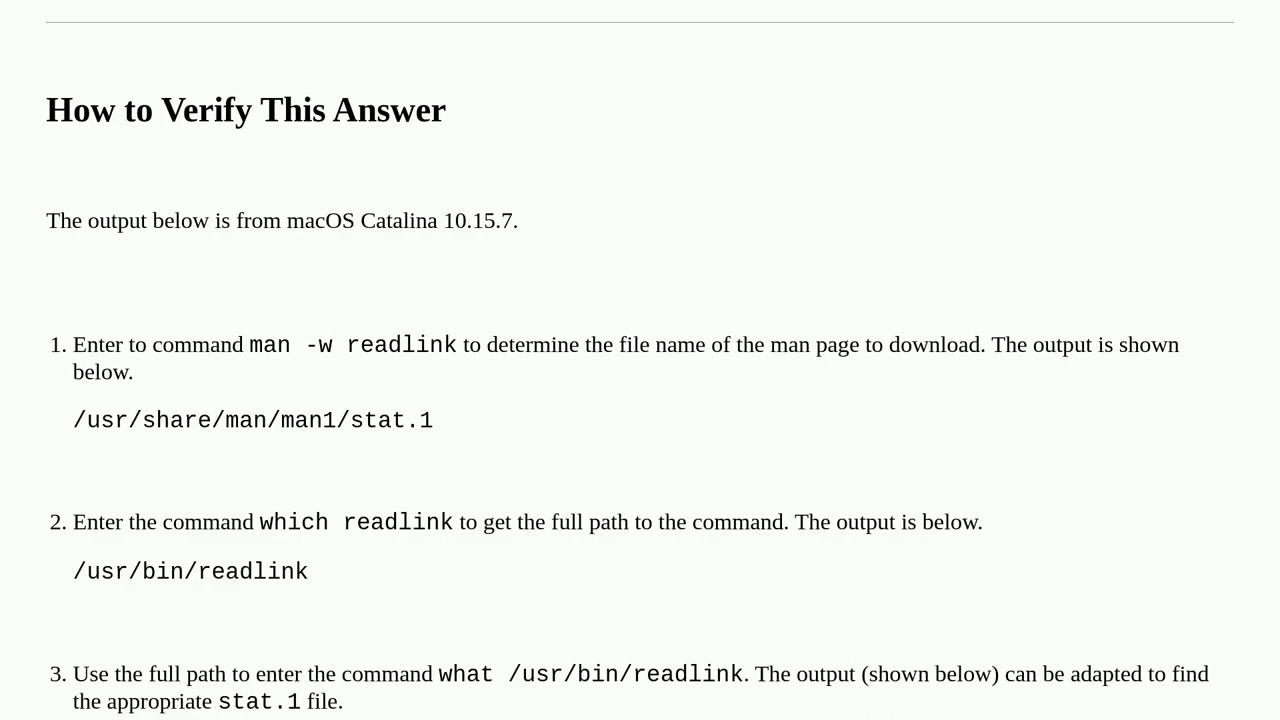 How to Verify This Answer
The output below is from macOS Catalina 10.15.7.
1. Enter to command man -w readlink to determine the file name of the man page to download. The output is shown
below.
/usr/share/man/man1/stat.1
2. Enter the command which readlink to get the full path to the command. The output is below.
/usr/bin/readlink
3. Use the full path to enter the command what /usr/bin/readlink. The output (shown below) can be adapted to find
the appropriate stat.1 file.